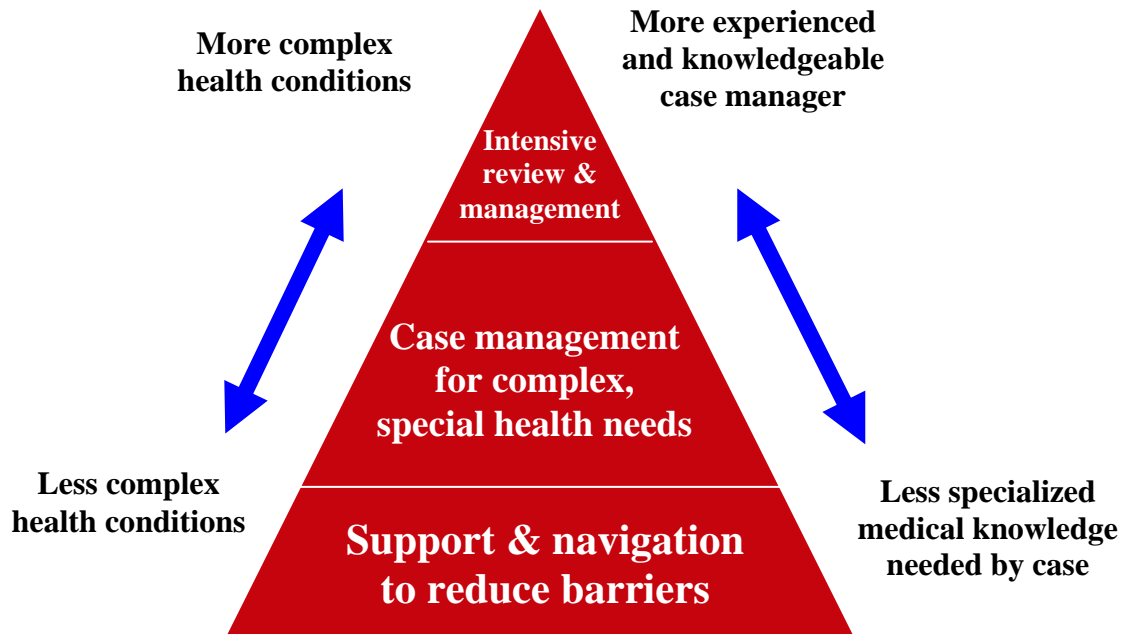 More complex
health conditions
More experienced
and knowledgeable
case manager
Intensive
review &
management
Case management
for complex,
special health needs
Less complex
health conditions
Less specialized
medical knowledge
needed by case
Support & navigation
to reduce barriers